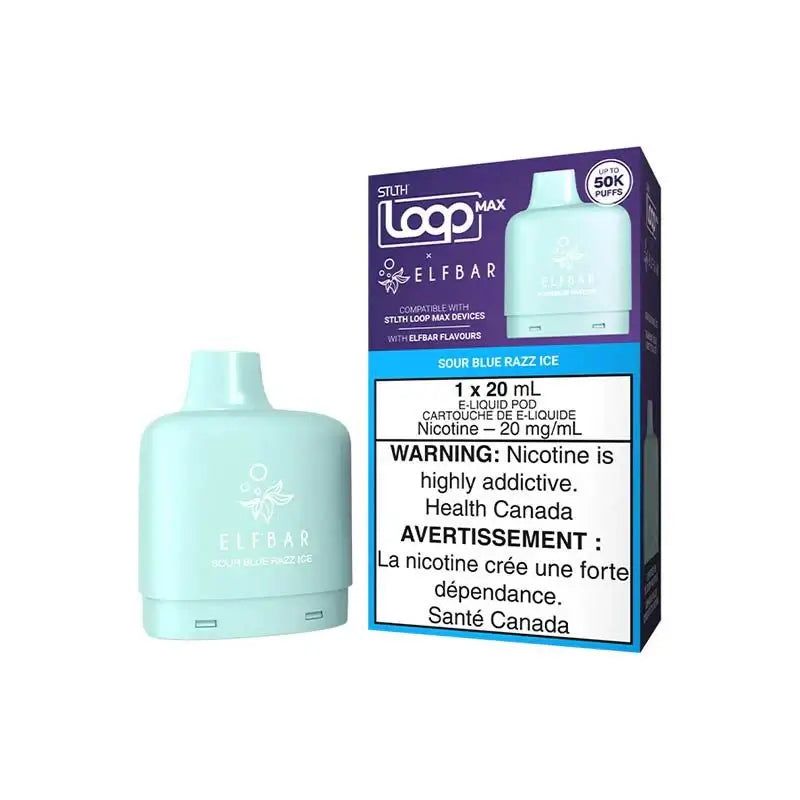 ELFBAR
SOUR BLUE RAZZ ICE
STLTH
Loop MAX
UP TO
50K
PUFFS
×
ELFBAR
COMPATIBLE WITH
STLTH LOOP MAX DEVICES
WITH ELFBAR FLAVOURS
ELFBAR
SOUR BLUE RAZZ ICE
1 x 20 mL
E-LIQUID POD
CARTOUCHE DE E-LIQUIDE
Nicotine – 20 mg/mL
WARNING: Nicotine is
highly addictive.
Health Canada
AVERTISSEMENT :
La nicotine crée une forte
dépendance.
Santé Canada